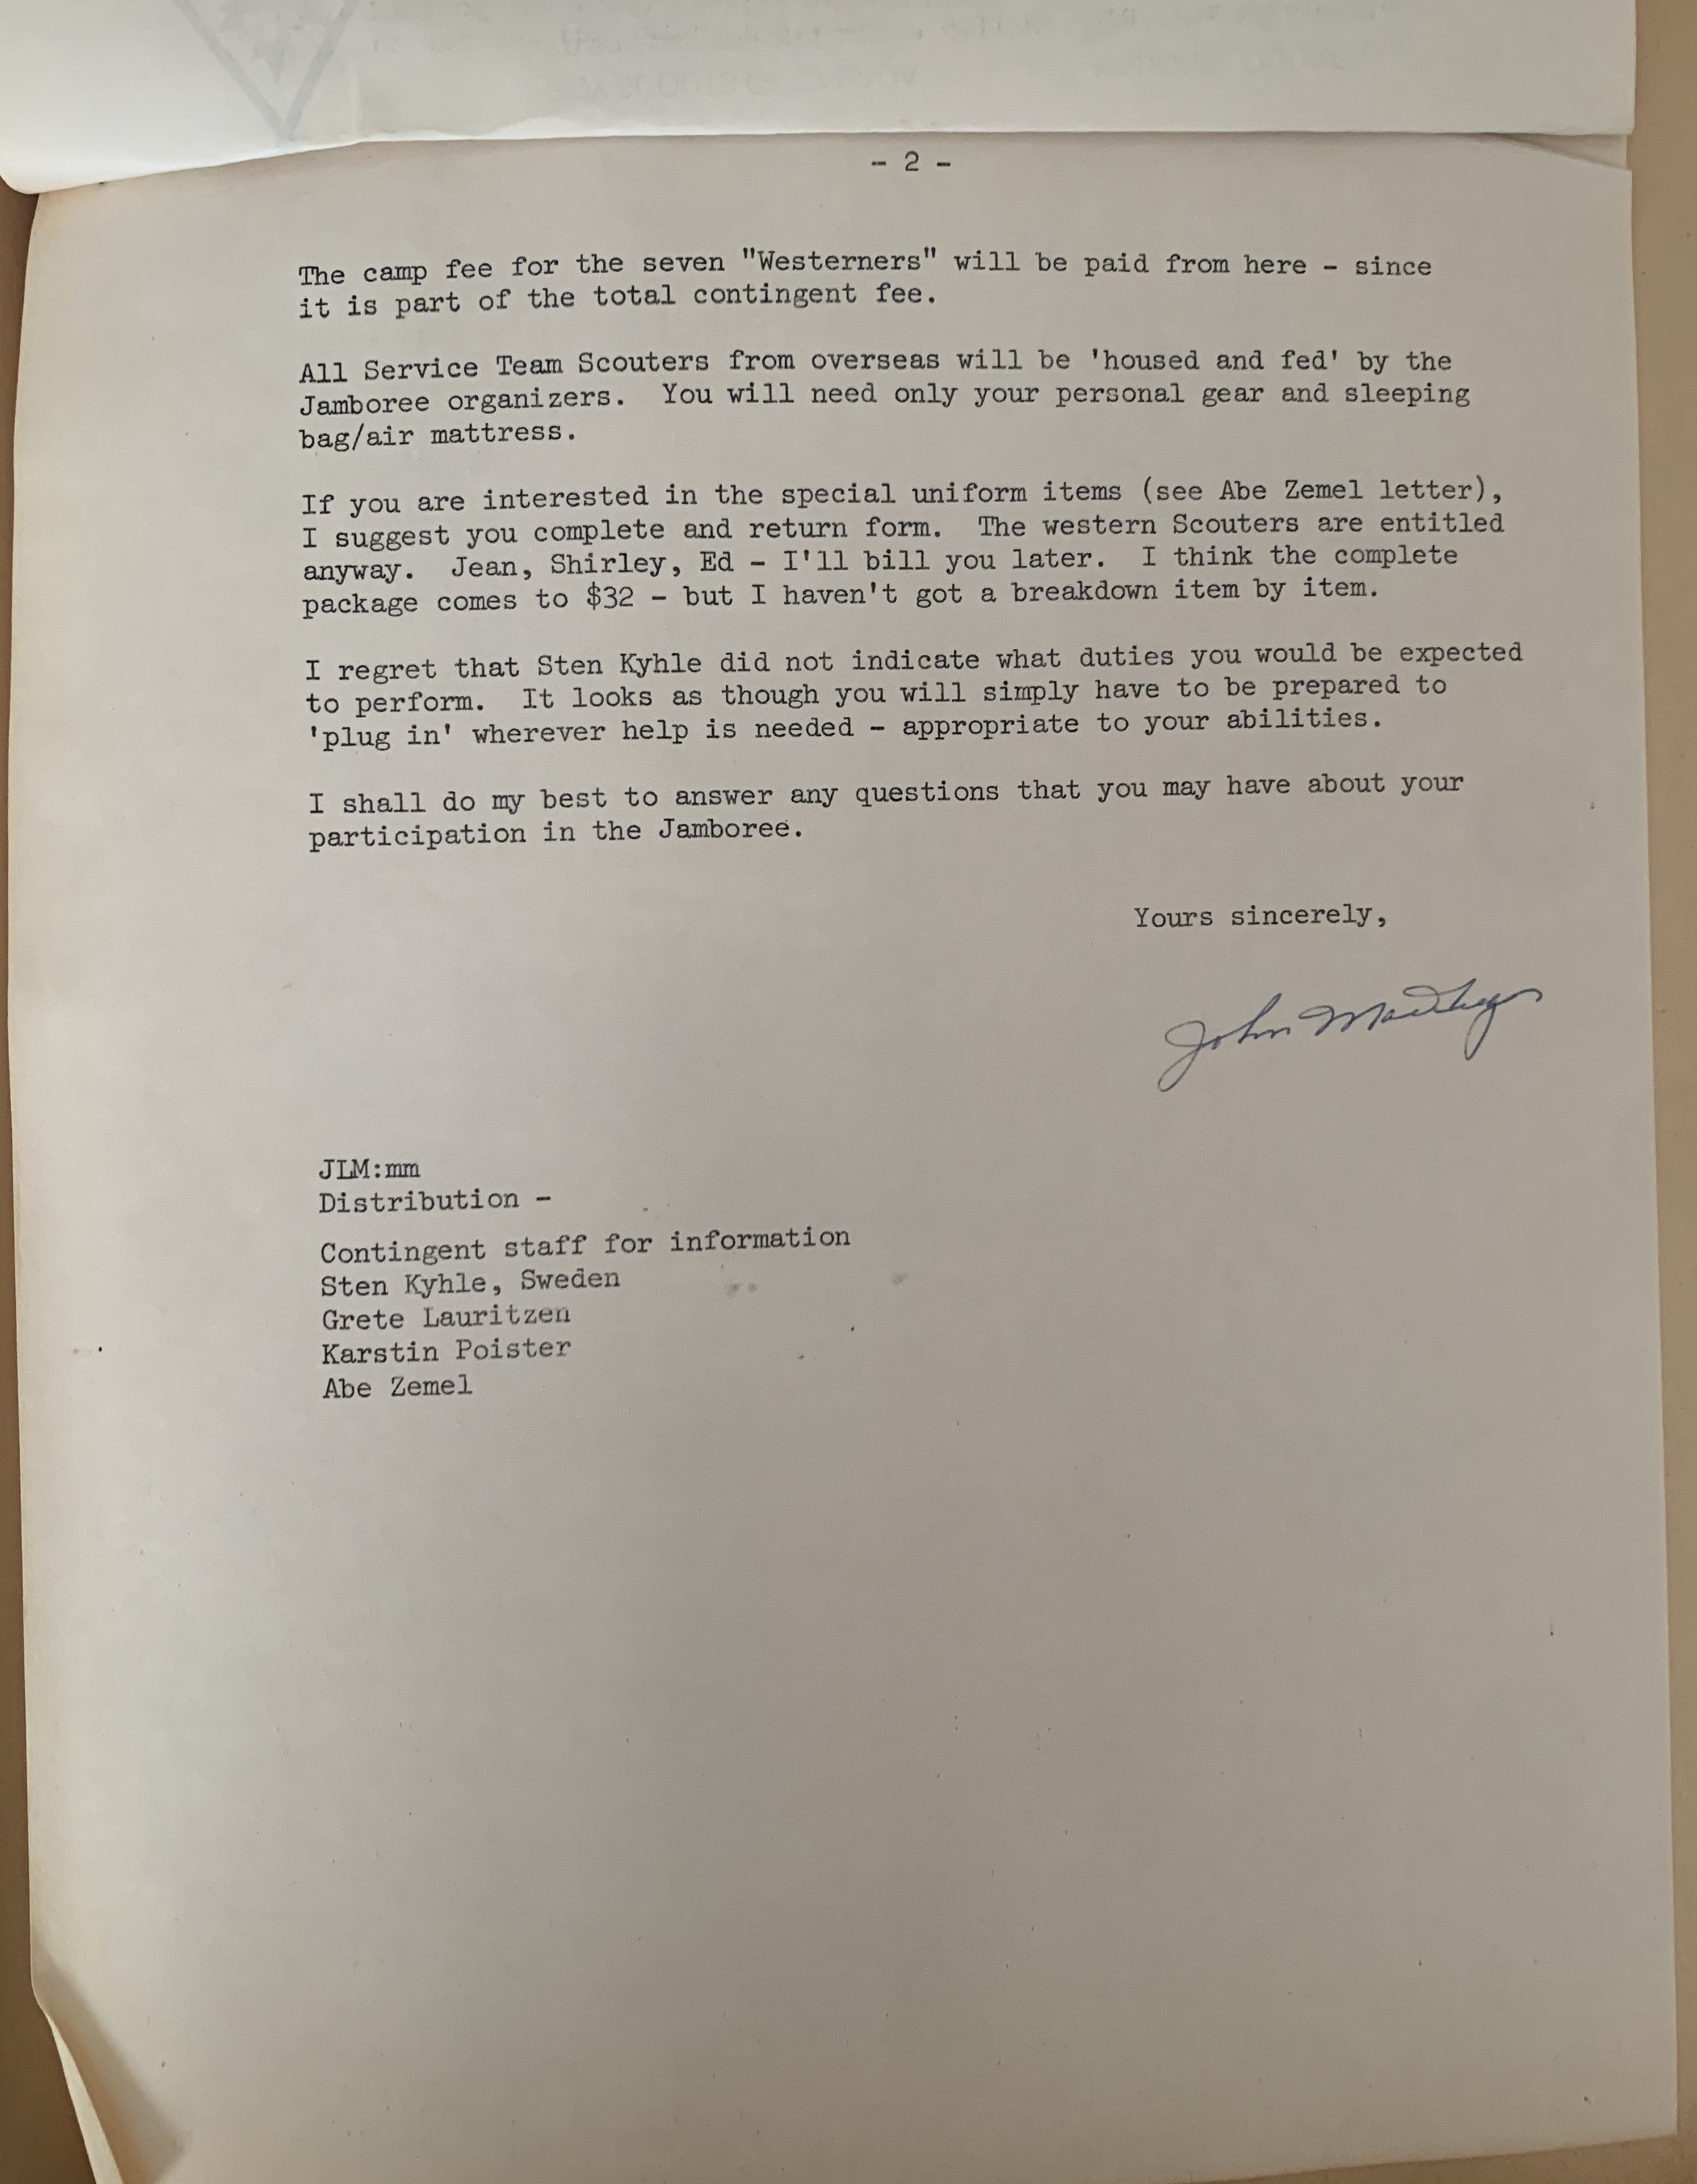 - 2 -
The camp fee for the seven "Westerners" will be paid from here - since
it is part of the total contingent fee.
All Service Team Scouters from overseas will be 'housed and fed' by the
Jamboree organizers. You will need only your personal gear and sleeping
bag/air mattress.
If you are interested in the special uniform items (see Abe Zemel letter),
I suggest you complete and return form. The western Scouters are entitled
anyway. Jean, Shirley, Ed - I'll bill you later. I think the complete
package comes to $32 - but I haven't got a breakdown item by item.
I regret that Sten Kyhle did not indicate what duties you would be expected
to perform. It looks as though you will simply have to be prepared to
'plug in' wherever help is needed - appropriate to your abilities.
I shall do my best to answer any questions that you may have about your
participation in the Jamboree.
Yours sincerely,
John
JLM:mm
Distribution -
Contingent staff for information
Sten Kyhle, Sweden
Grete Lauritzen
Karstin Poister
Abe Zemel